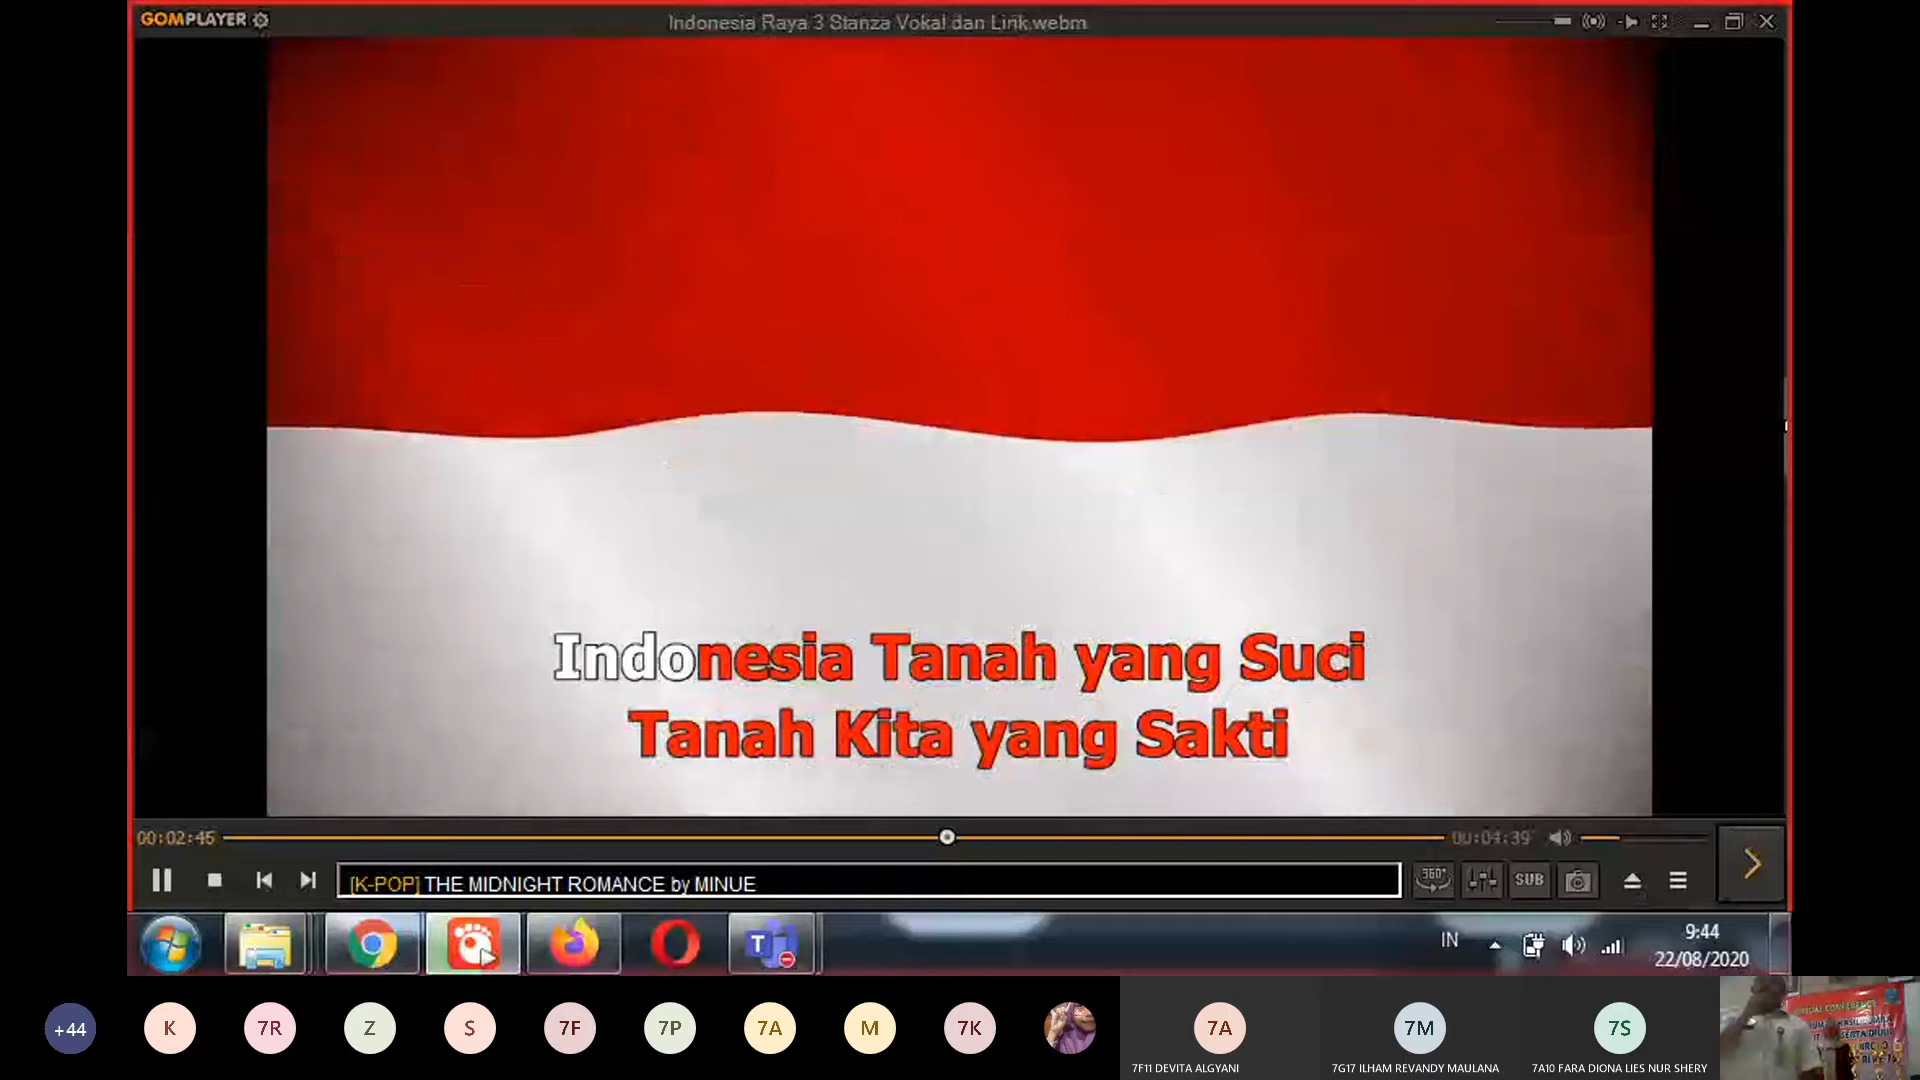 GOMPLAYER
Indonesia Raya 3 Stanza Vokal dan Lirik.webm
Indonesia Tanah yang Suci
Tanah Kita yang Sakti
00:02:45
00:04:39
[K-POP] THE MIDNIGHT ROMANCE by MINUE
360°
SUB
IN
9:44
22/08/2020
+44
K
7R
Z
S
7F
7P
7A
M
7K
7A
7M
7S
7F11 DEVITA ALGYANI
7G17 ILHAM REVANDY MAULANA
7A10 FARA DIONA LIES NUR SHERY